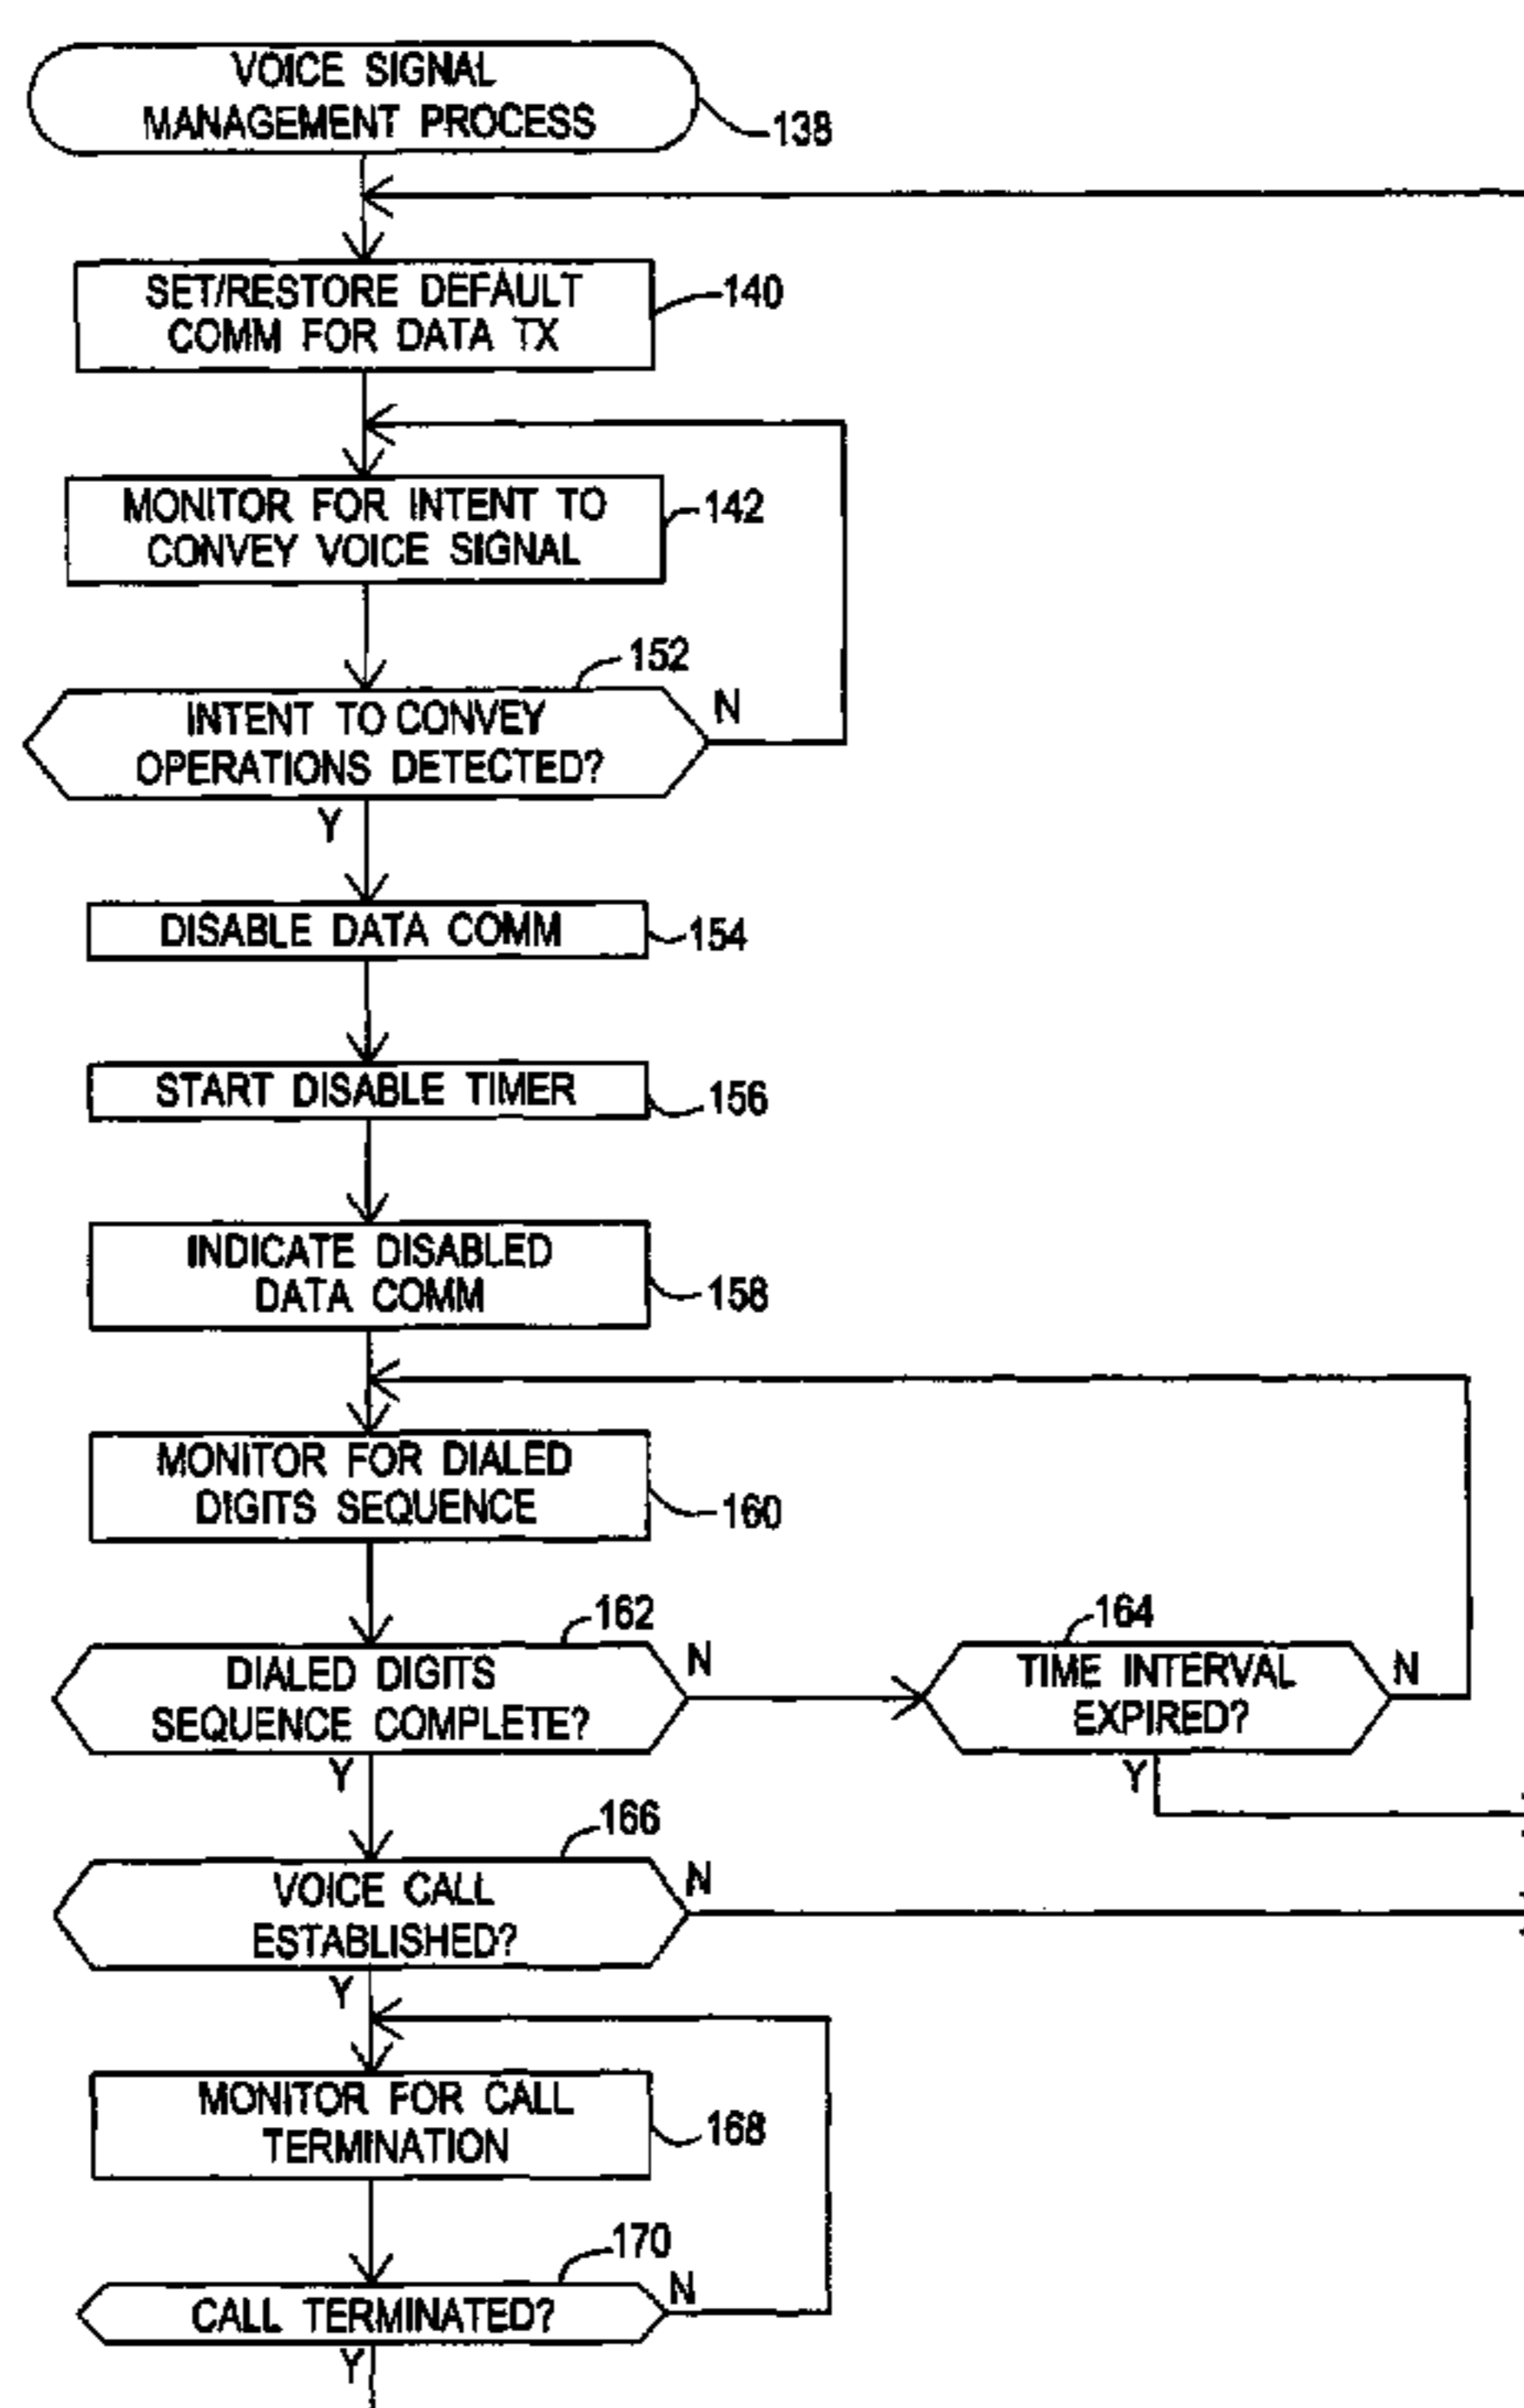 VOICE SIGNAL
MANAGEMENT PROCESS
138
SET/RESTORE DEFAULT
COMM FOR DATA TX
140
MONITOR FOR INTENT TO
CONVEY VOICE SIGNAL
142
152
INTENT TO CONVEY
OPERATIONS DETECTED?
N
Y
DISABLE DATA COMM
154
START DISABLE TIMER
156
INDICATE DISABLED
DATA COMM
158
MONITOR FOR DIALED
DIGITS SEQUENCE
160
162
DIALED DIGITS
SEQUENCE COMPLETE?
N
Y
164
TIME INTERVAL
EXPIRED?
N
Y
166
VOICE CALL
ESTABLISHED?
N
Y
MONITOR FOR CALL
TERMINATION
168
170
CALL TERMINATED?
N
Y